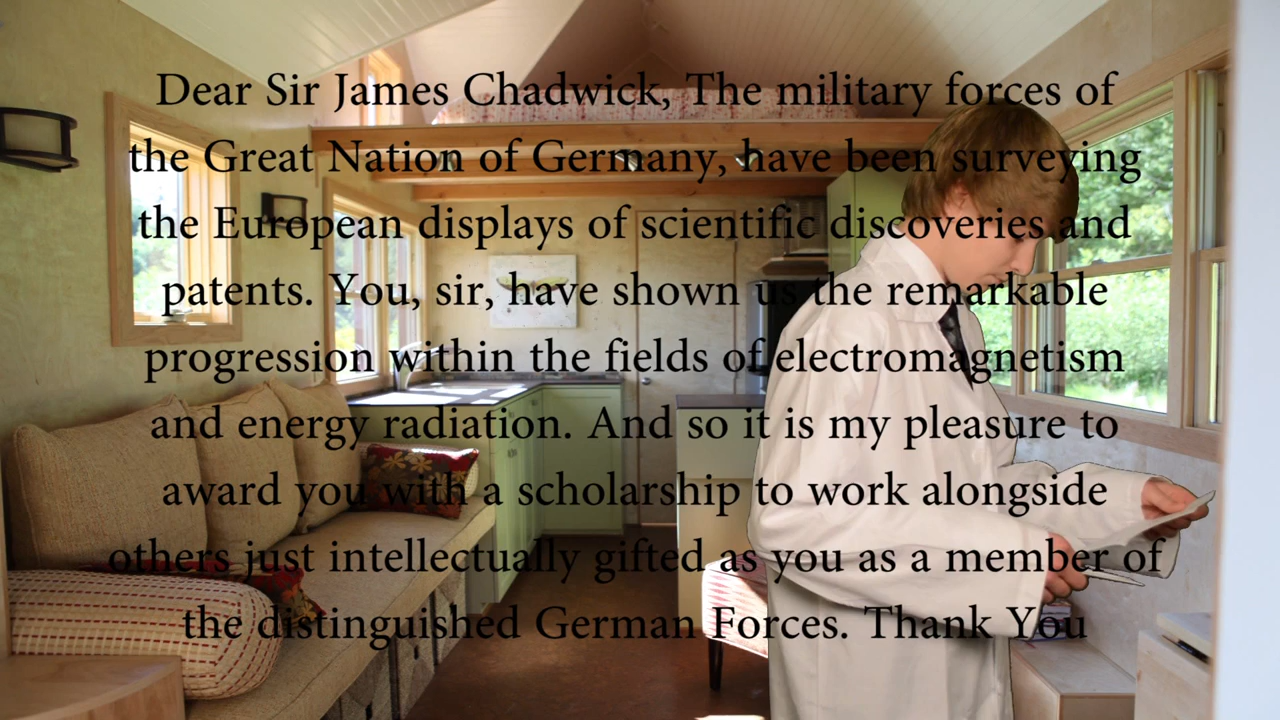 Dear Sir James Chadwick, The military forces of
the Great Nation of Germany, have been surveying
the European displays of scientific discoveries and
patents. You, sir, have shown us the remarkable
progression within the fields of electromagnetism
and energy radiation. And so it is my pleasure to
award you with a scholarship to work alongside
others just intellectually gifted as you as a member of
the distinguished German Forces. Thank You